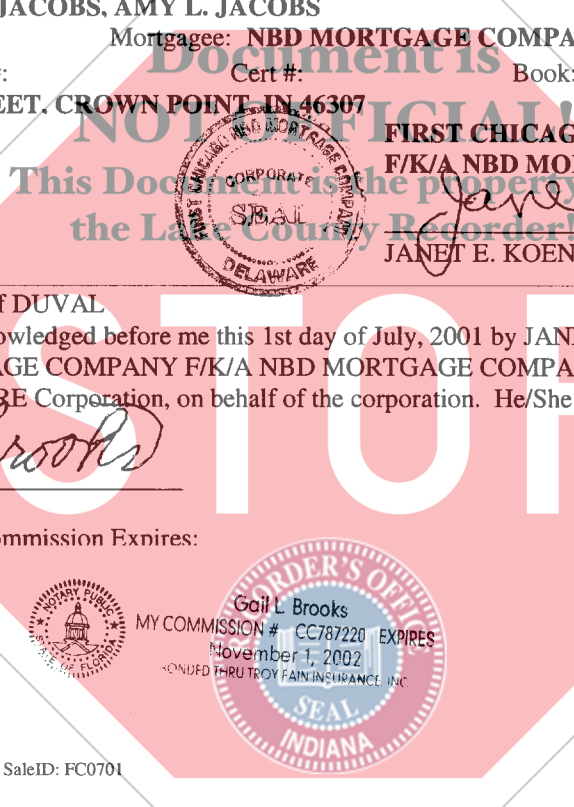 JACOBS, AMY L. JACOBS
Mortgagee: NBD MORTGAGE COMPA
Document is
Cert #: Book:
EET, CROWN POINT, IN 46307
NOT OFFICIAL!
FIRST CHICAG
F/K/A NBD MO
This Document is the property
the Lake County Recorder!
FIRST CHICAGO NBD MORTGAGE COMPANY
CORPORATE
SEAL
DELAWARE
Jane
JANET E. KOEN
STOP
f DUVAL
owledged before me this 1st day of July, 2001 by JAN
AGE COMPANY F/K/A NBD MORTGAGE COMPA
RE Corporation, on behalf of the corporation. He/She
Brooks
ommission Expires:
NOTARY PUBLIC
STATE OF FLORIDA
Gail L. Brooks
MY COMMISSION # CC787220 EXPIRES
November 1, 2002
BONDED THRU TROY FAIN INSURANCE INC
RECORDER'S OFFICE
SEAL
INDIANA
SaleID: FC0701